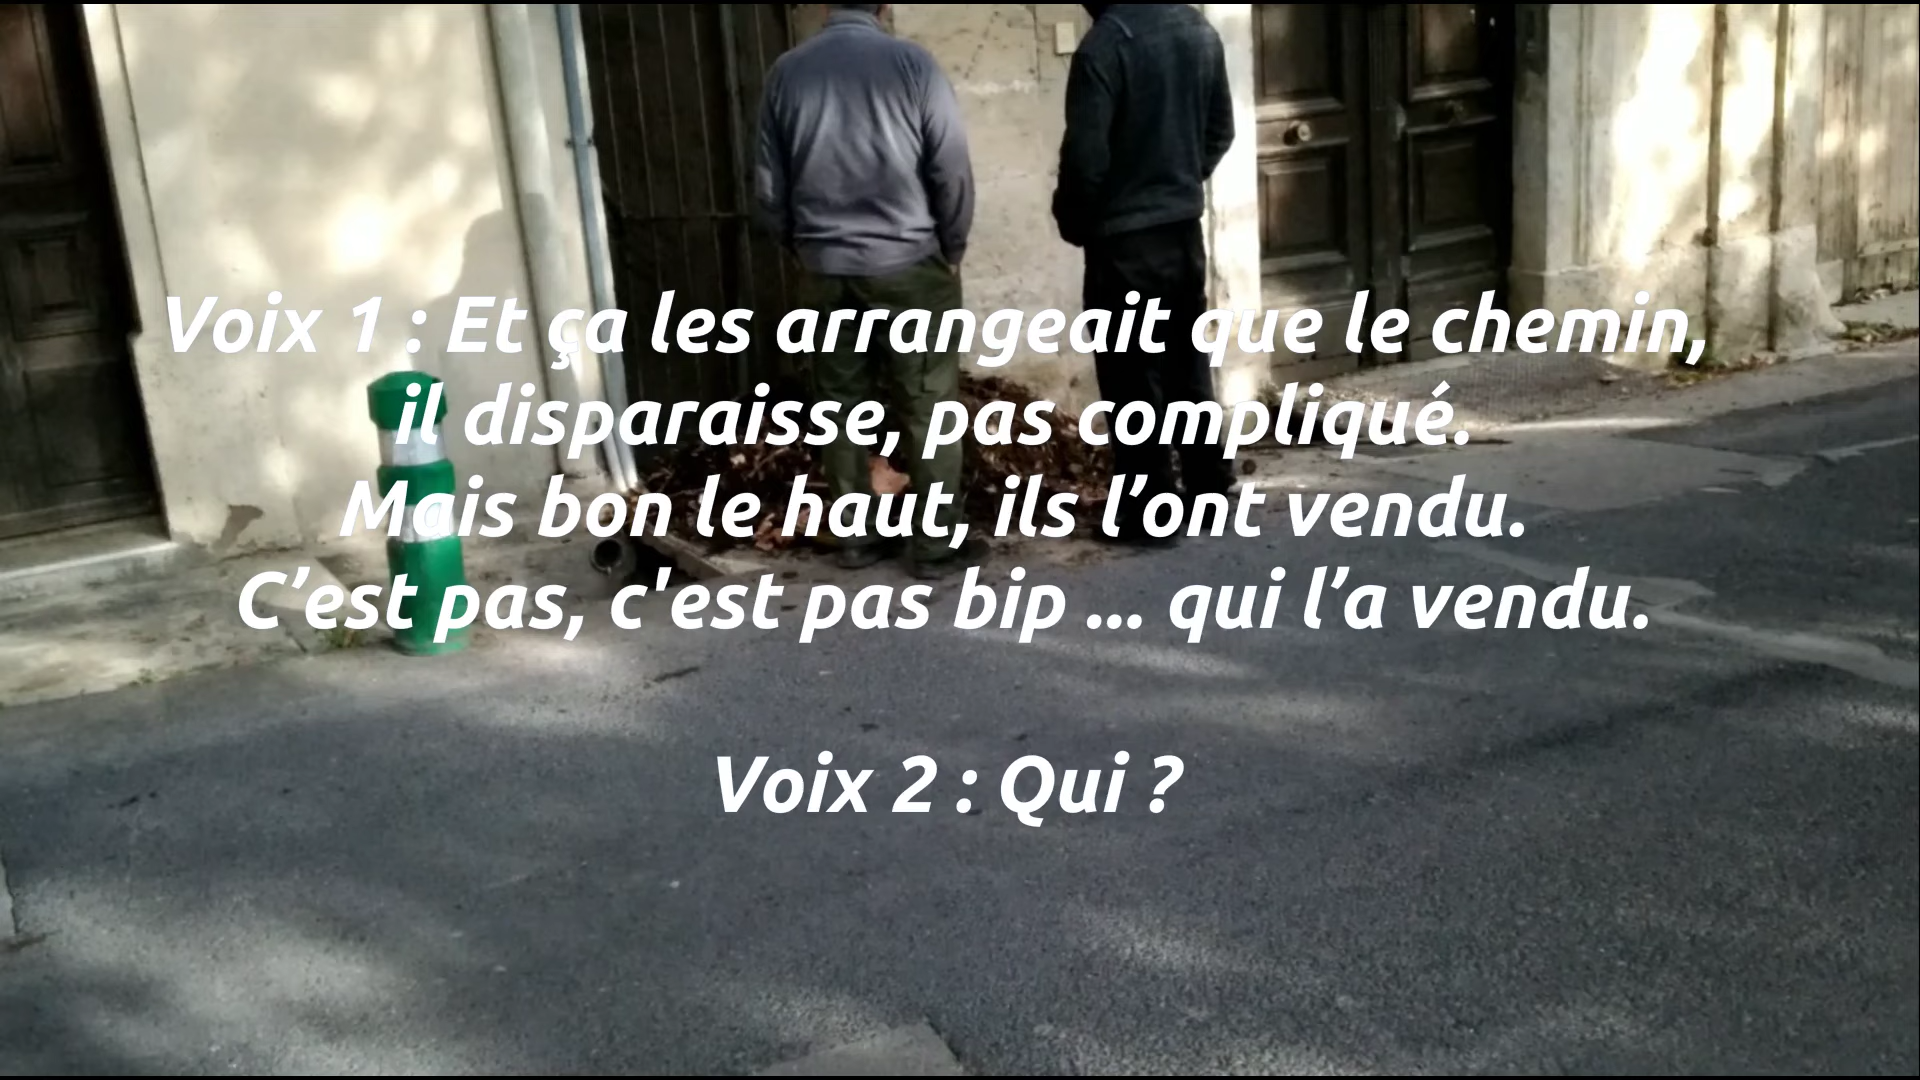 Voix 1 : Et ça les arrangeait que le chemin,
il disparaisse, pas compliqué.
Mais bon le haut, ils l’ont vendu.
C’est pas, c'est pas bip ... qui l’a vendu.
Voix 2 : Qui ?